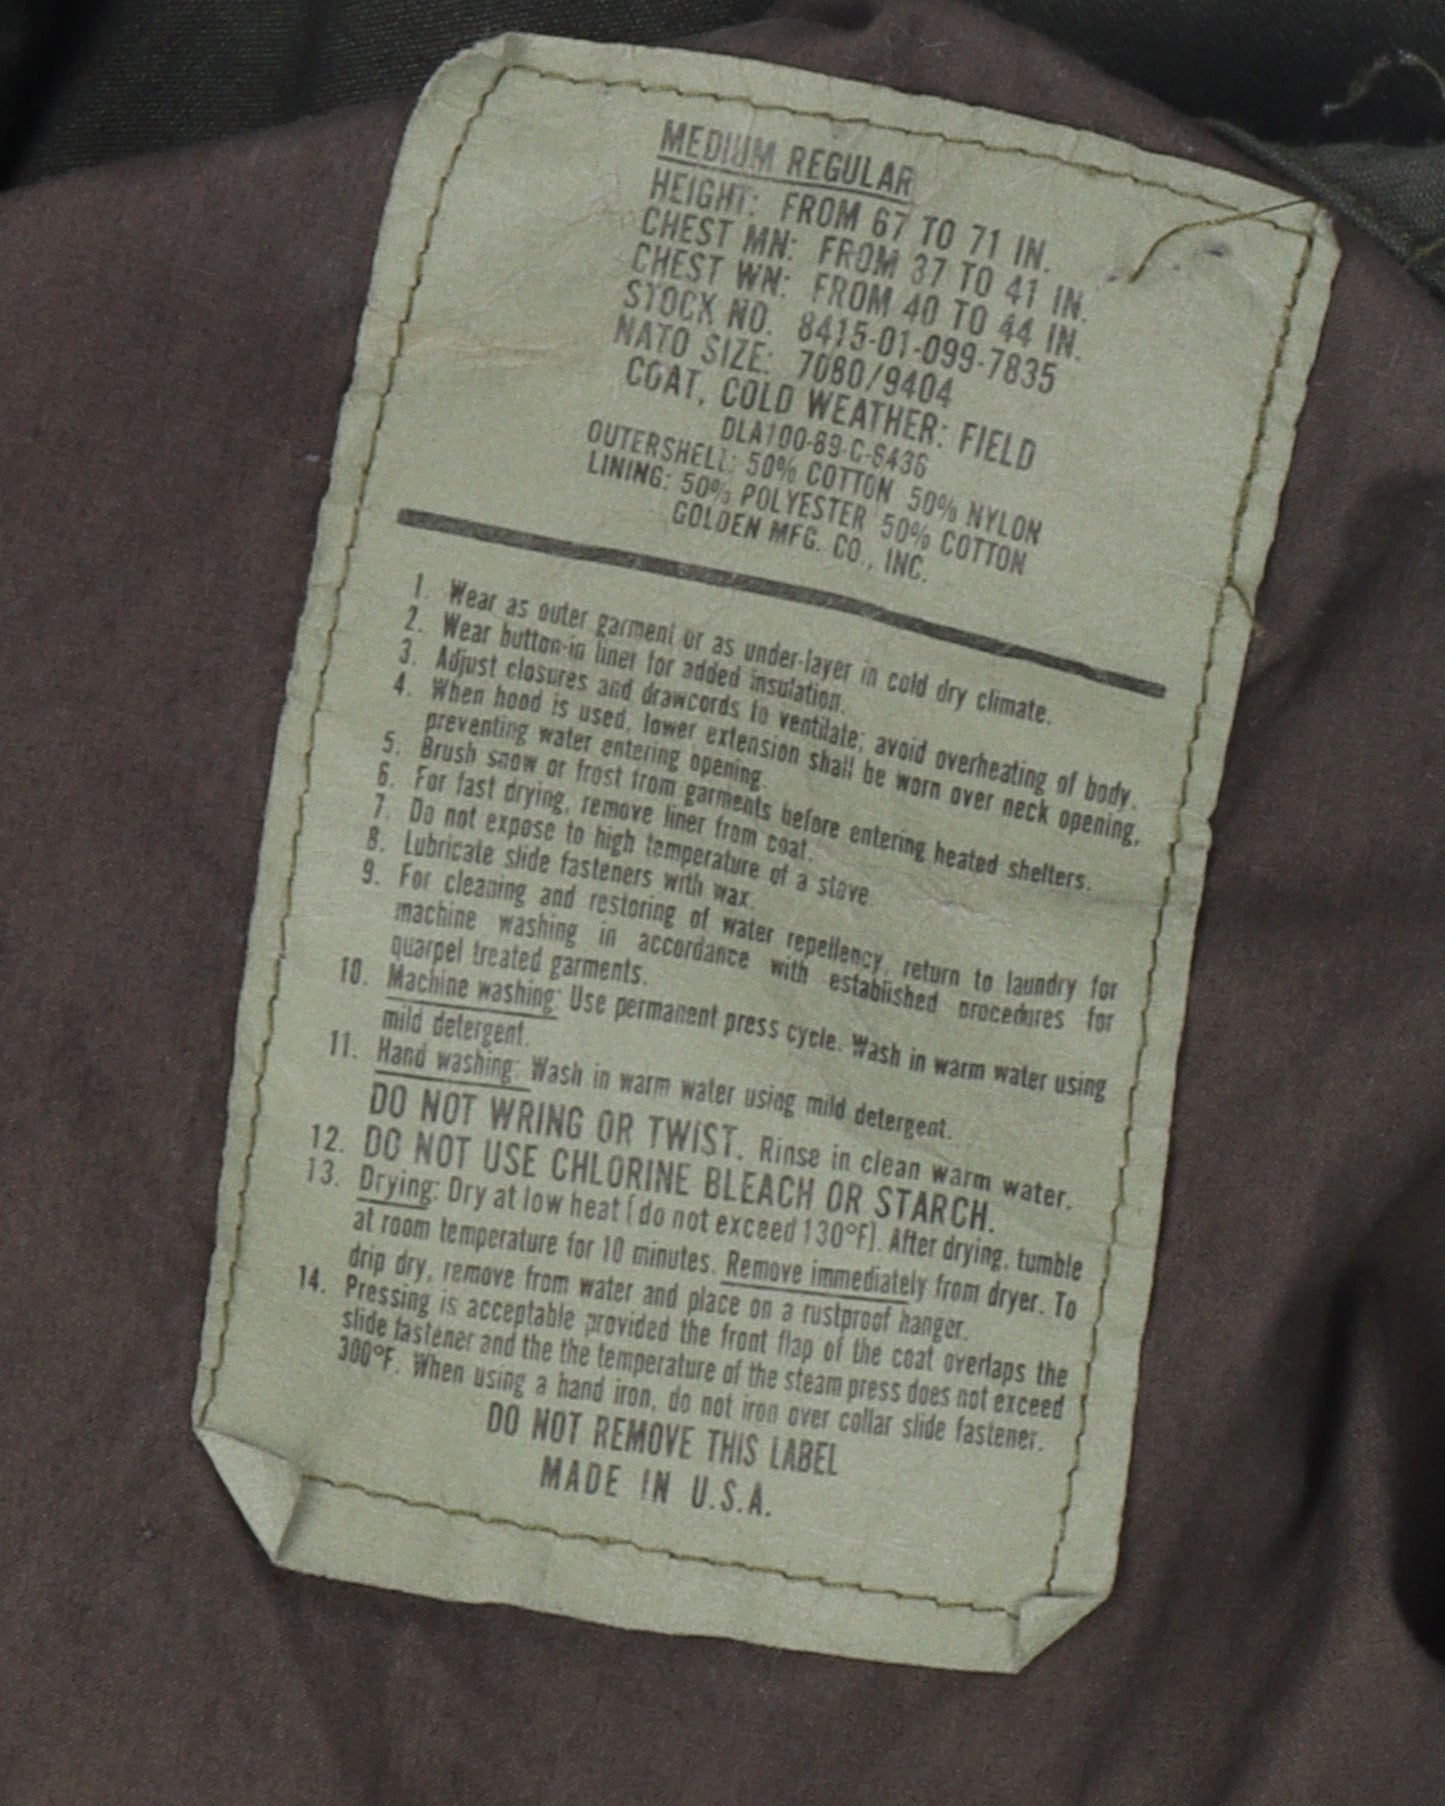 MEDIUM REGULAR
HEIGHT: FROM 67 TO 71 IN.
CHEST MN: FROM 37 TO 41 IN.
CHEST WN: FROM 40 TO 44 IN.
STOCK NO. 8415-01-099-7835
NATO SIZE: 7080/9404
COAT, COLD WEATHER: FIELD
DLA100-89-C-6436
OUTERSHELL: 50% COTTON 50% NYLON
LINING: 50% POLYESTER 50% COTTON
GOLDEN MFG. CO., INC.
1. Wear as outer garment or as under-layer in cold dry climate.
2. Wear button-in liner for added insulation.
3. Adjust closures and drawcords to ventilate; avoid overheating of body.
4. When hood is used, lower extension shall be worn over neck opening,
preventing water entering opening.
5. Brush snow or frost from garments before entering heated shelters.
6. For fast drying, remove liner from coat.
7. Do not expose to high temperature of a stove.
8. Lubricate slide fasteners with wax.
9. For cleaning and restoring of water repellency, return to laundry for
machine washing in accordance with established procedures for
quarpel treated garments.
10. Machine washing: Use permanent press cycle. Wash in warm water using
mild detergent.
11. Hand washing: Wash in warm water using mild detergent.
DO NOT WRING OR TWIST. Rinse in clean warm water.
12. DO NOT USE CHLORINE BLEACH OR STARCH.
13. Drying: Dry at low heat (do not exceed 130°F). After drying, tumble
at room temperature for 10 minutes. Remove immediately from dryer. To
drip dry, remove from water and place on a rustproof hanger.
14. Pressing is acceptable provided the front flap of the coat overlaps the
slide fastener and the the temperature of the steam press does not exceed
300°F. When using a hand iron, do not iron over collar slide fastener.
DO NOT REMOVE THIS LABEL
MADE IN U.S.A.